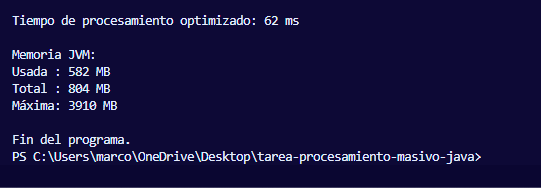 Tiempo de procesamiento optimizado: 62 ms
Memoria JVM:
Usada : 582 MB
Total : 804 MB
Máxima: 3910 MB
Fin del programa.
PS C:\Users\marco\OneDrive\Desktop\tarea-procesamiento-masivo-java>